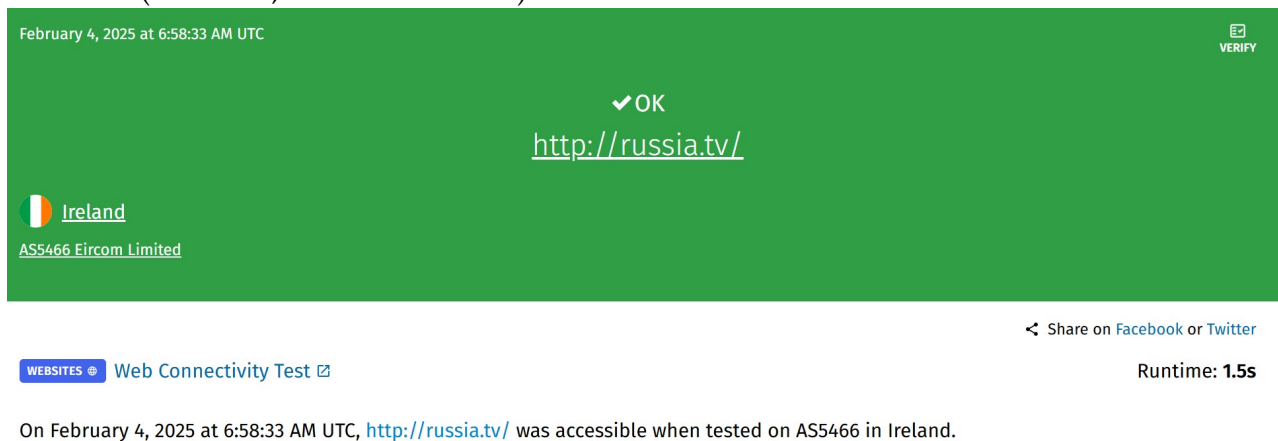 February 4, 2025 at 6:58:33 AM UTC
VERIFY
OK
http://russia.tv/
Ireland
AS5466 Eircom Limited
Share on Facebook or Twitter
WEBSITES Web Connectivity Test
Runtime: 1.5s
On February 4, 2025 at 6:58:33 AM UTC, http://russia.tv/ was accessible when tested on AS5466 in Ireland.